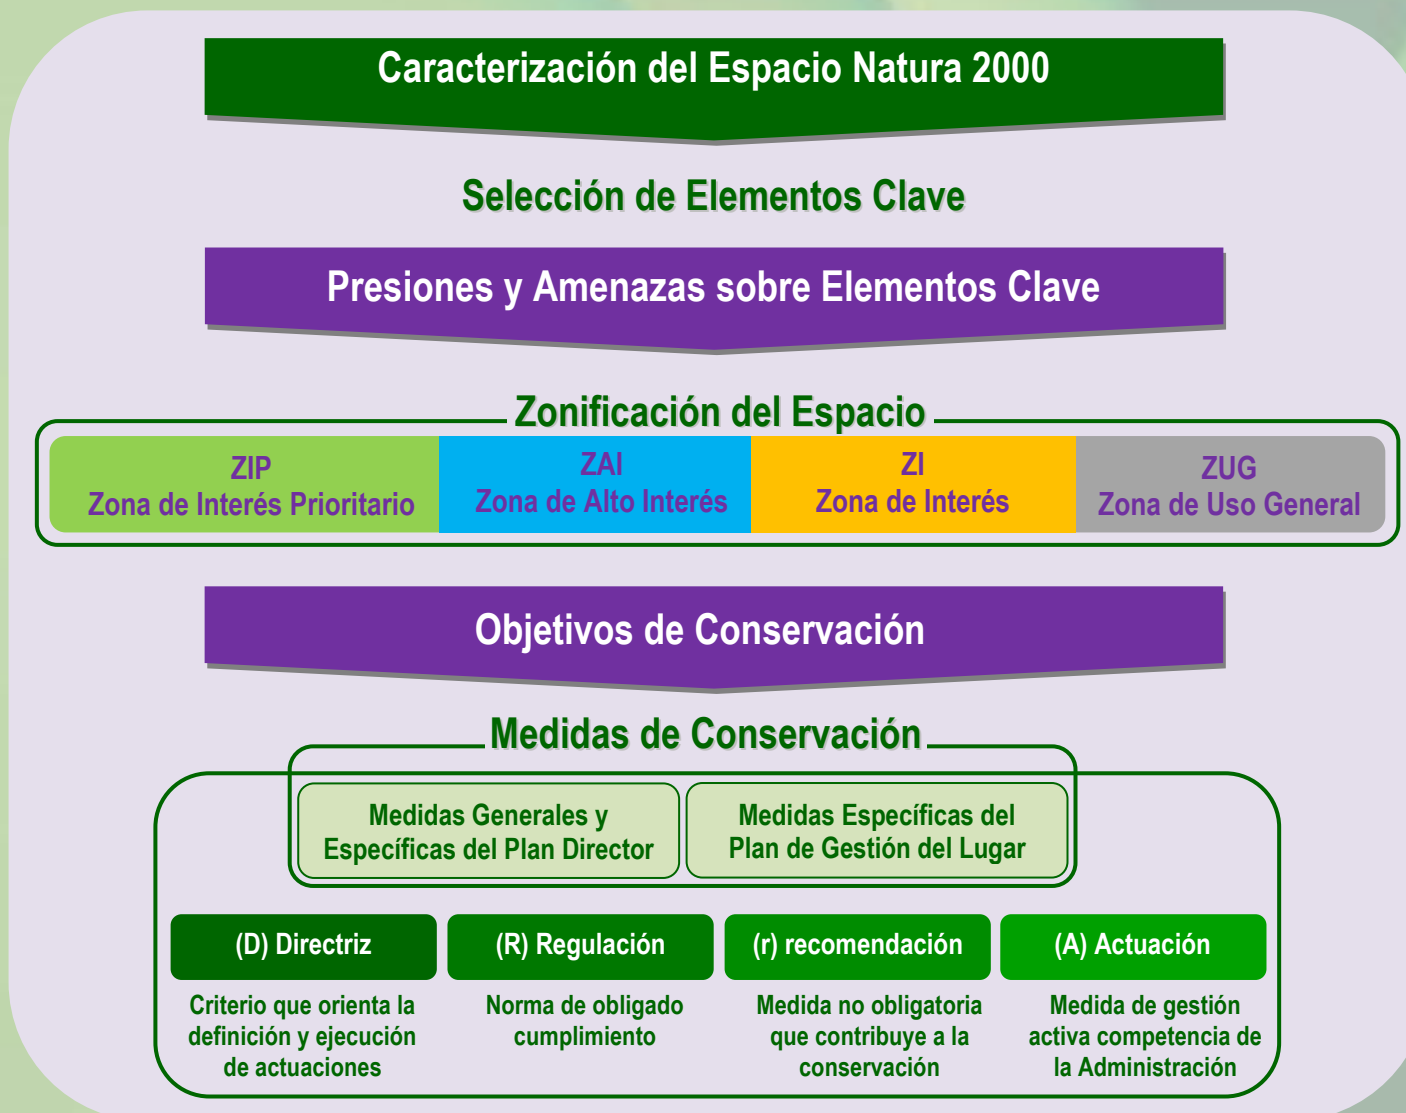 Caracterización del Espacio Natura 2000
Selección de Elementos Clave
Presiones y Amenazas sobre Elementos Clave
Zonificación del Espacio
ZIP
Zona de Interés Prioritario
ZAI
Zona de Alto Interés
ZI
Zona de Interés
ZUG
Zona de Uso General
Objetivos de Conservación
Medidas de Conservación
Medidas Generales y
Específicas del Plan Director
Medidas Específicas del
Plan de Gestión del Lugar
(D) Directriz
Criterio que orienta la
definición y ejecución
de actuaciones
(R) Regulación
Norma de obligado
cumplimiento
(r) recomendación
Medida no obligatoria
que contribuye a la
conservación
(A) Actuación
Medida de gestión
activa competencia de
la Administración